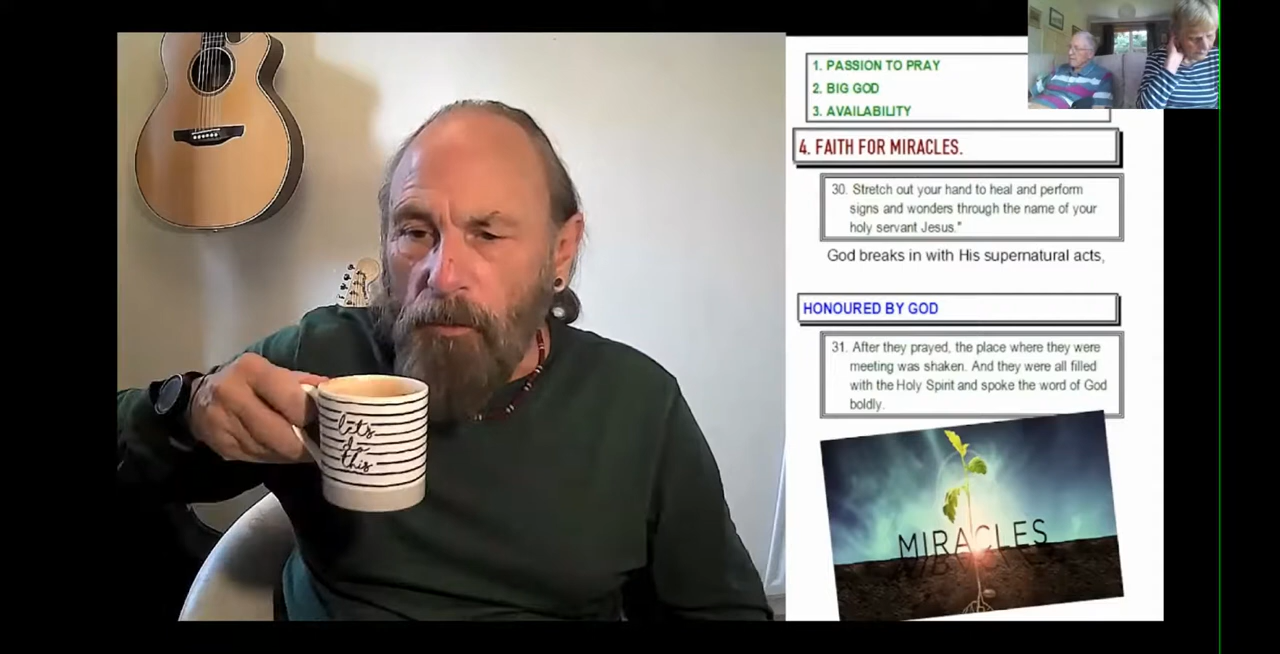 let's
do
this
1. PASSION TO PRAY
2. BIG GOD
3. AVAILABILITY
4. FAITH FOR MIRACLES.
30. Stretch out your hand to heal and perform
signs and wonders through the name of your
holy servant Jesus."
God breaks in with His supernatural acts,
HONOURED BY GOD
31. After they prayed, the place where they were
meeting was shaken. And they were all filled
with the Holy Spirit and spoke the word of God
boldly.
MIRACLES